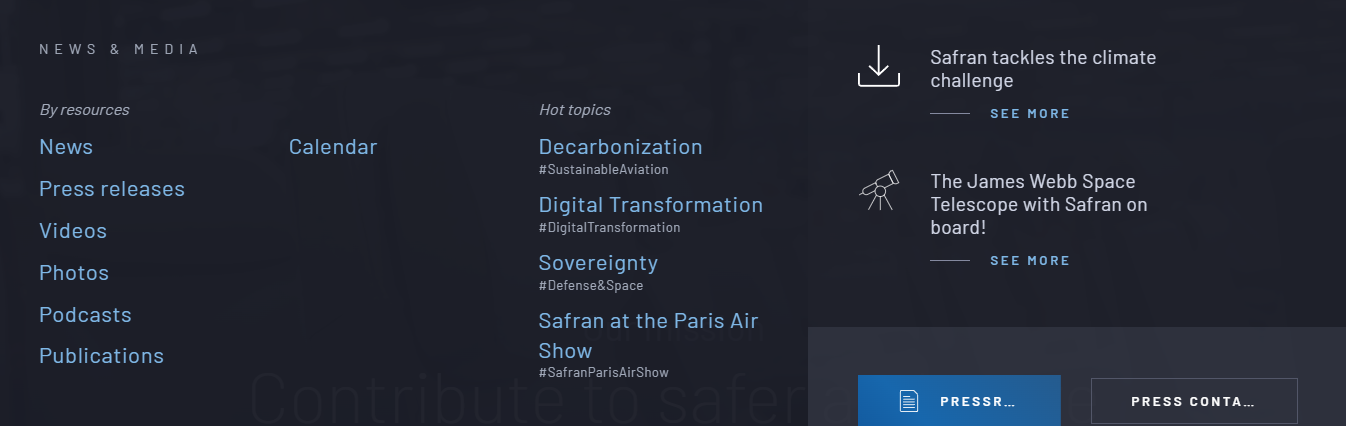 NEWS & MEDIA
By resources
News
Press releases
Videos
Photos
Podcasts
Publications
Calendar
Hot topics
Decarbonization
#SustainableAviation
Digital Transformation
#DigitalTransformation
Sovereignty
#Defense&Space
Safran at the Paris Air
Show
#SafranParisAirShow
Safran tackles the climate
challenge
SEE MORE
The James Webb Space
Telescope with Safran on
board!
SEE MORE
PRESSR…
PRESS CONTA…
Contribute to safer